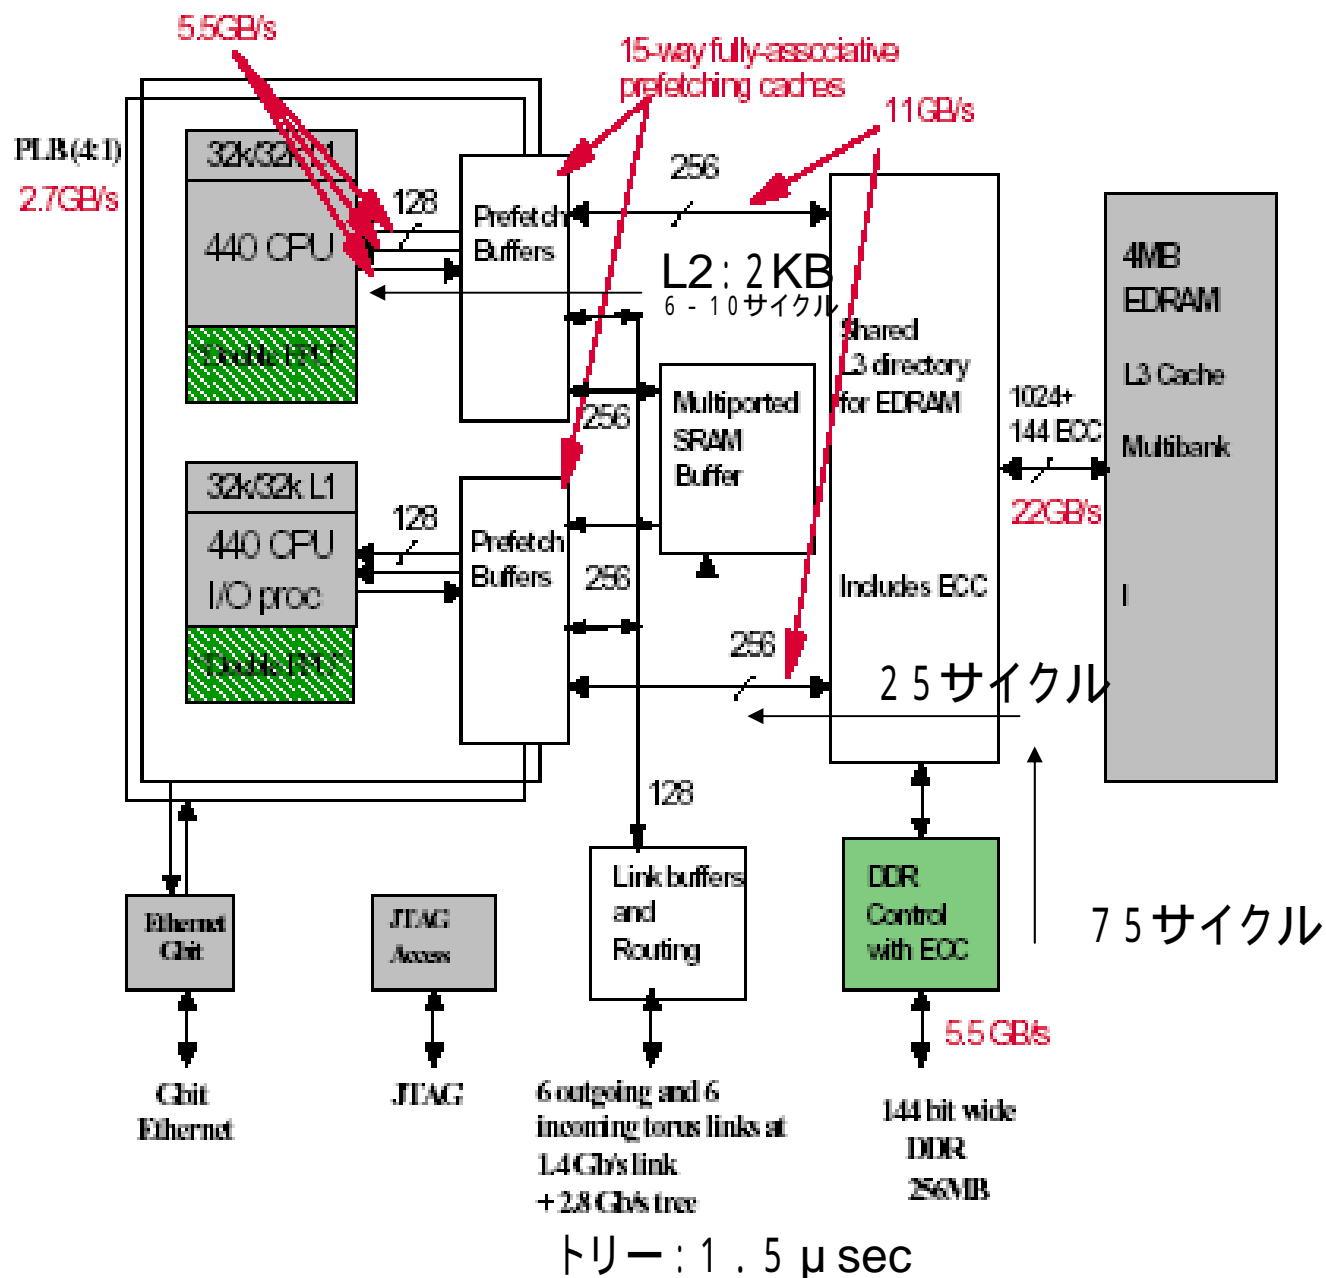 5.5GB/s
15-way fully-associative
prefetching caches
11GB/s
PLB (4:1)
2.7GB/s
32k/32k L1
440 CPU
128
Prefetch
Buffers
256
L2:2KB
6-10サイクル
4MB
EDRAM
L3 Cache
Multibank
Shared
L3 directory
for EDRAM
1024+
144 ECC
22GB/s
256
Multiported
SRAM
Buffer
32k/32k L1
440 CPU
I/O proc
128
Prefetch
Buffers
256
Includes ECC
256
25サイクル
128
Ethernet
Gbit
JTAG
Access
Link buffers
and
Routing
DDR
Control
with ECC
75サイクル
5.5 GB/s
Gbit
Ethernet
JTAG
6 outgoing and 6
incoming torus links at
1.4 Gb/s link
+ 2.8 Gb/s tree
144 bit wide
DDR
256MB
トリー:1.5μsec